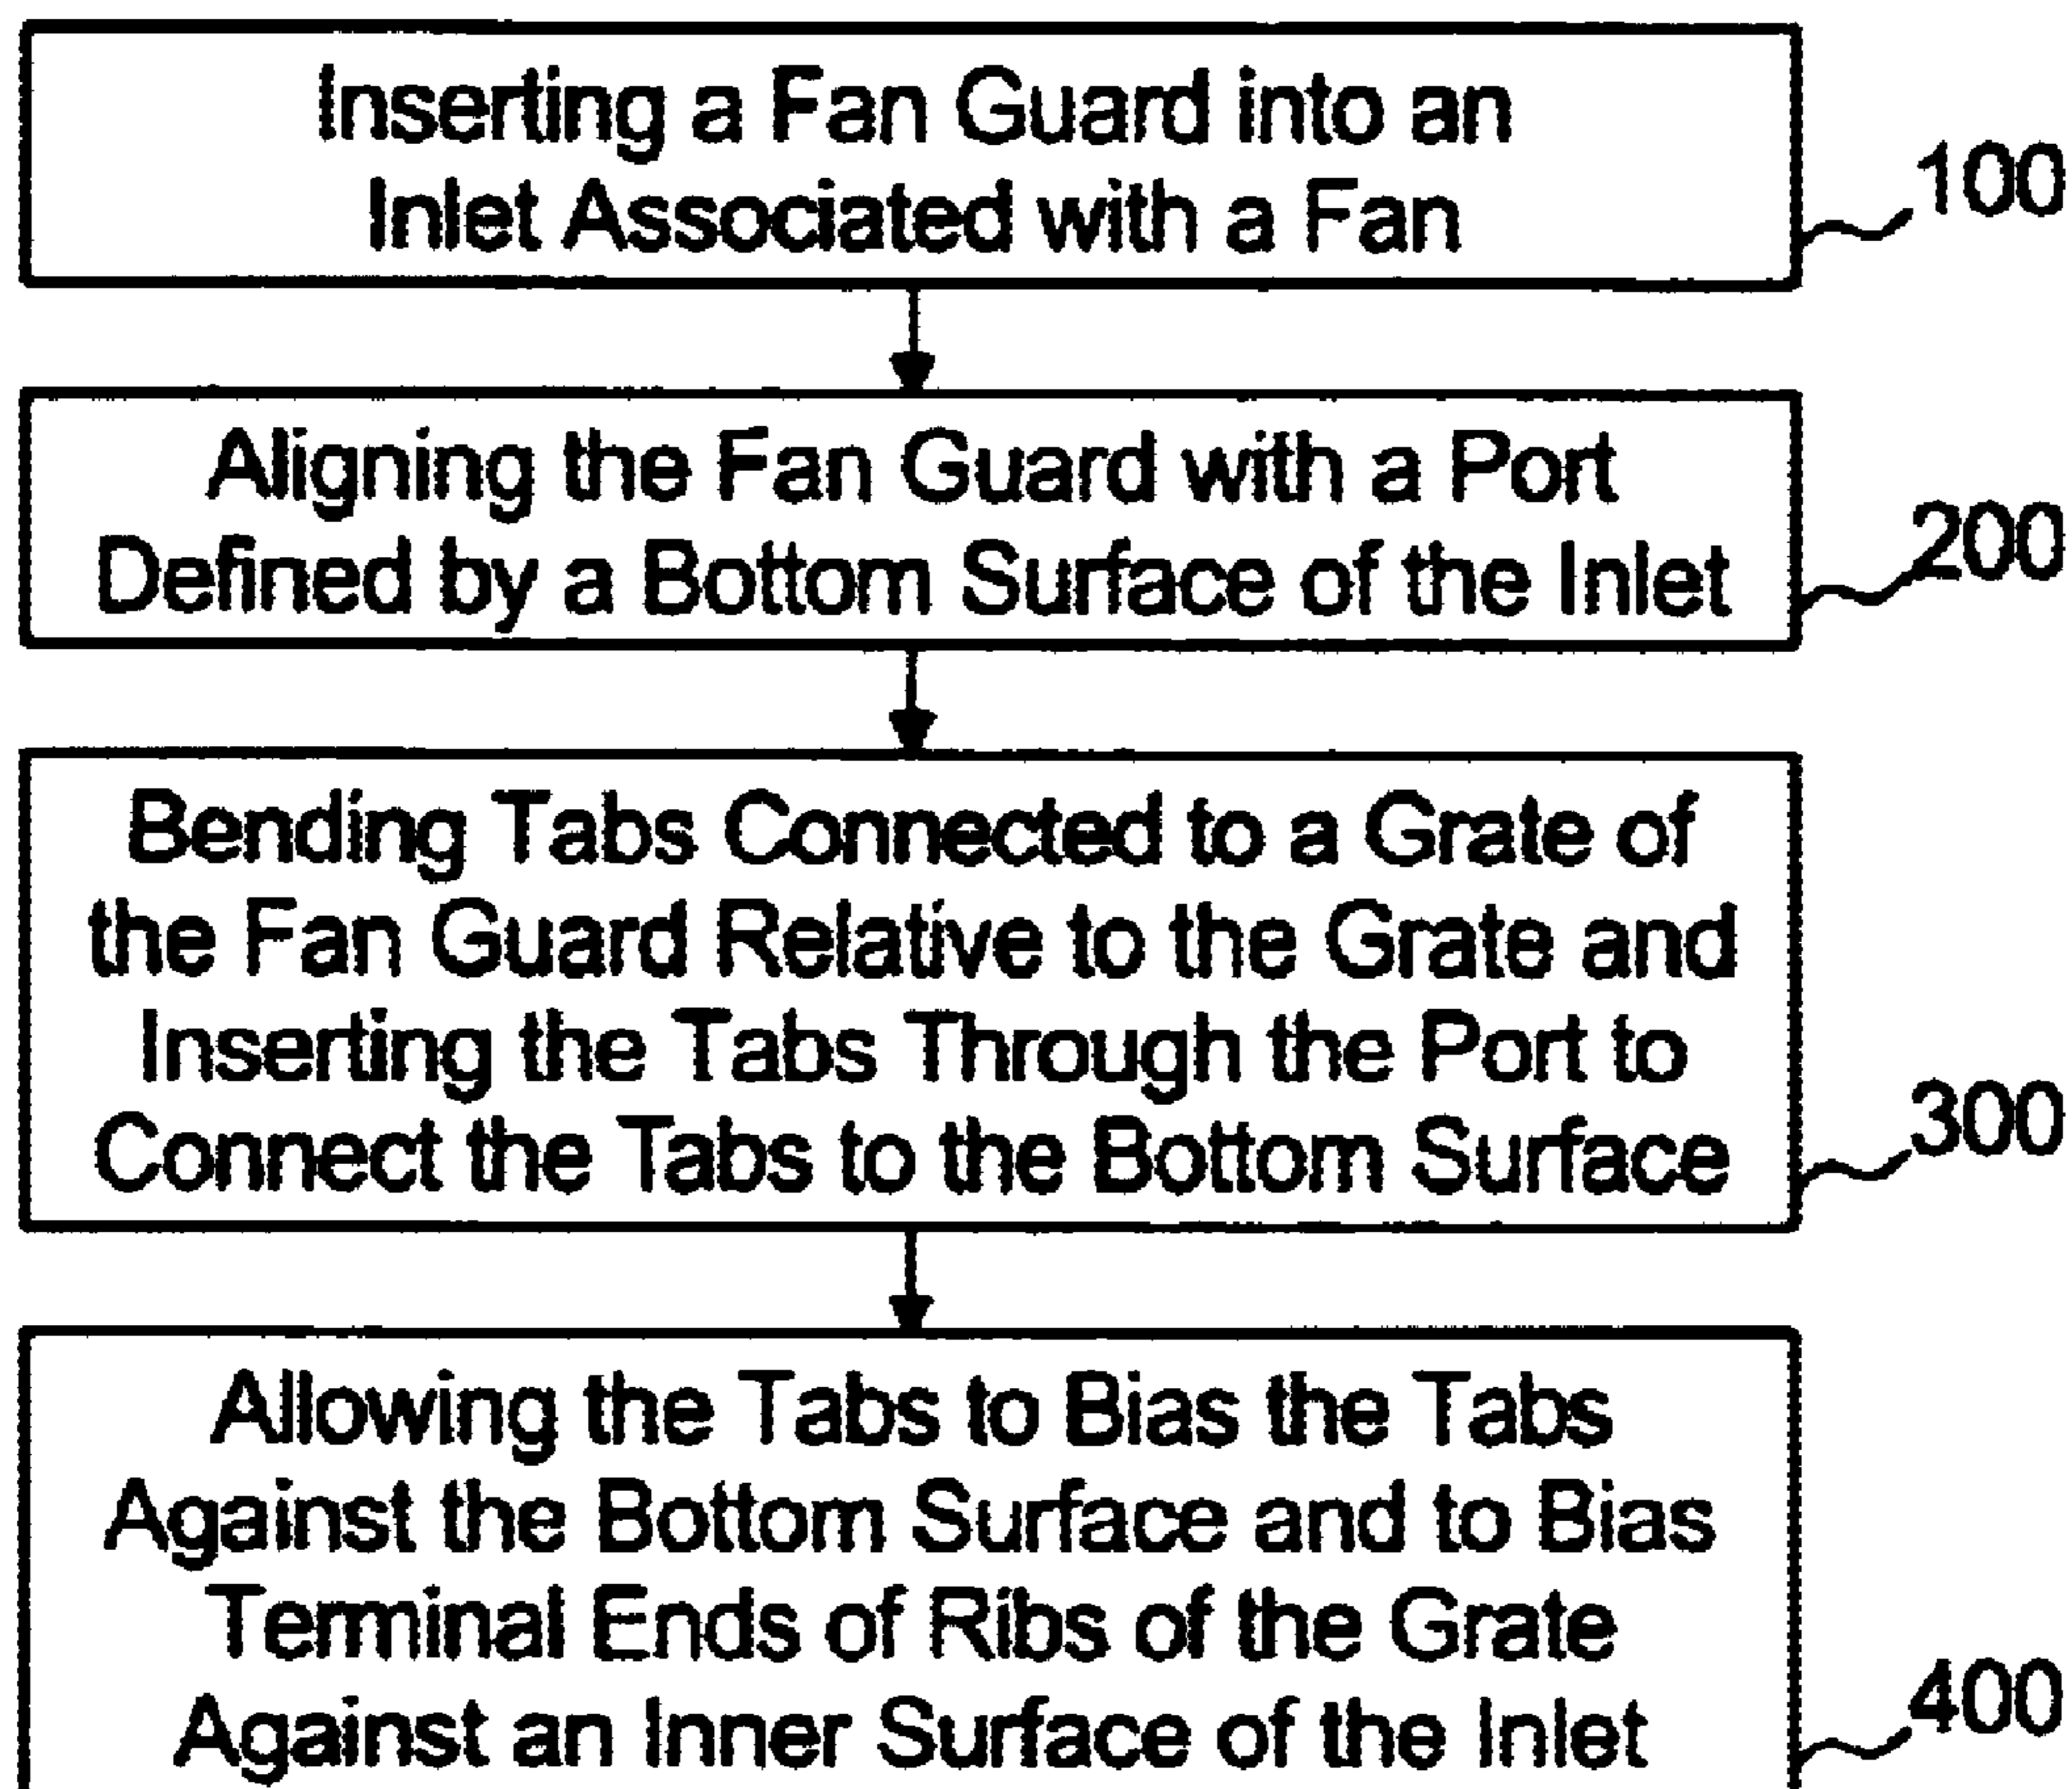 Inserting a Fan Guard into an
Inlet Associated with a Fan
100
Aligning the Fan Guard with a Port
Defined by a Bottom Surface of the Inlet
200
Bending Tabs Connected to a Grate of
the Fan Guard Relative to the Grate and
Inserting the Tabs Through the Port to
Connect the Tabs to the Bottom Surface
300
Allowing the Tabs to Bias the Tabs
Against the Bottom Surface and to Bias
Terminal Ends of Ribs of the Grate
Against an Inner Surface of the Inlet
400